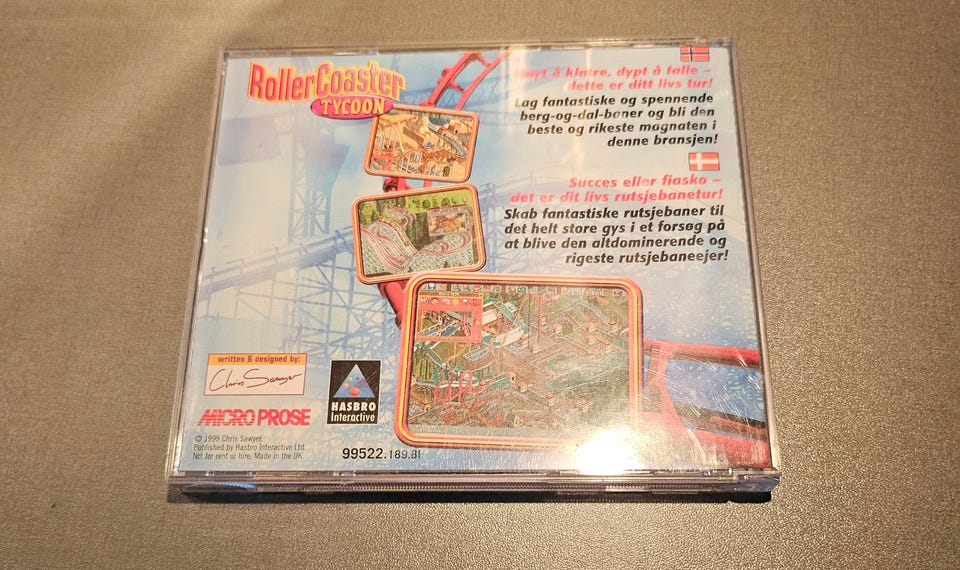 RollerCoaster
TYCOON
Høyt å klatre, dypt å falle –
dette er ditt livs tur!
Lag fantastiske og spennende
berg-og-dal-baner og bli den
beste og rikeste magnaten i
denne bransjen!
Succes eller fiasko –
det er dit livs rutsjebanetur!
Skab fantastiske rutsjebaner til
det helt store gys i et forsøg på
at blive den altdominerende og
rigeste rutsjebaneejer!
written & designed by:
Chris Sawyer
MICROPROSE
HASBRO
Interactive
© 1999 Chris Sawyer.
Published by Hasbro Interactive Ltd.
Not for rent or hire. Made in the UK.
99522.189.BI